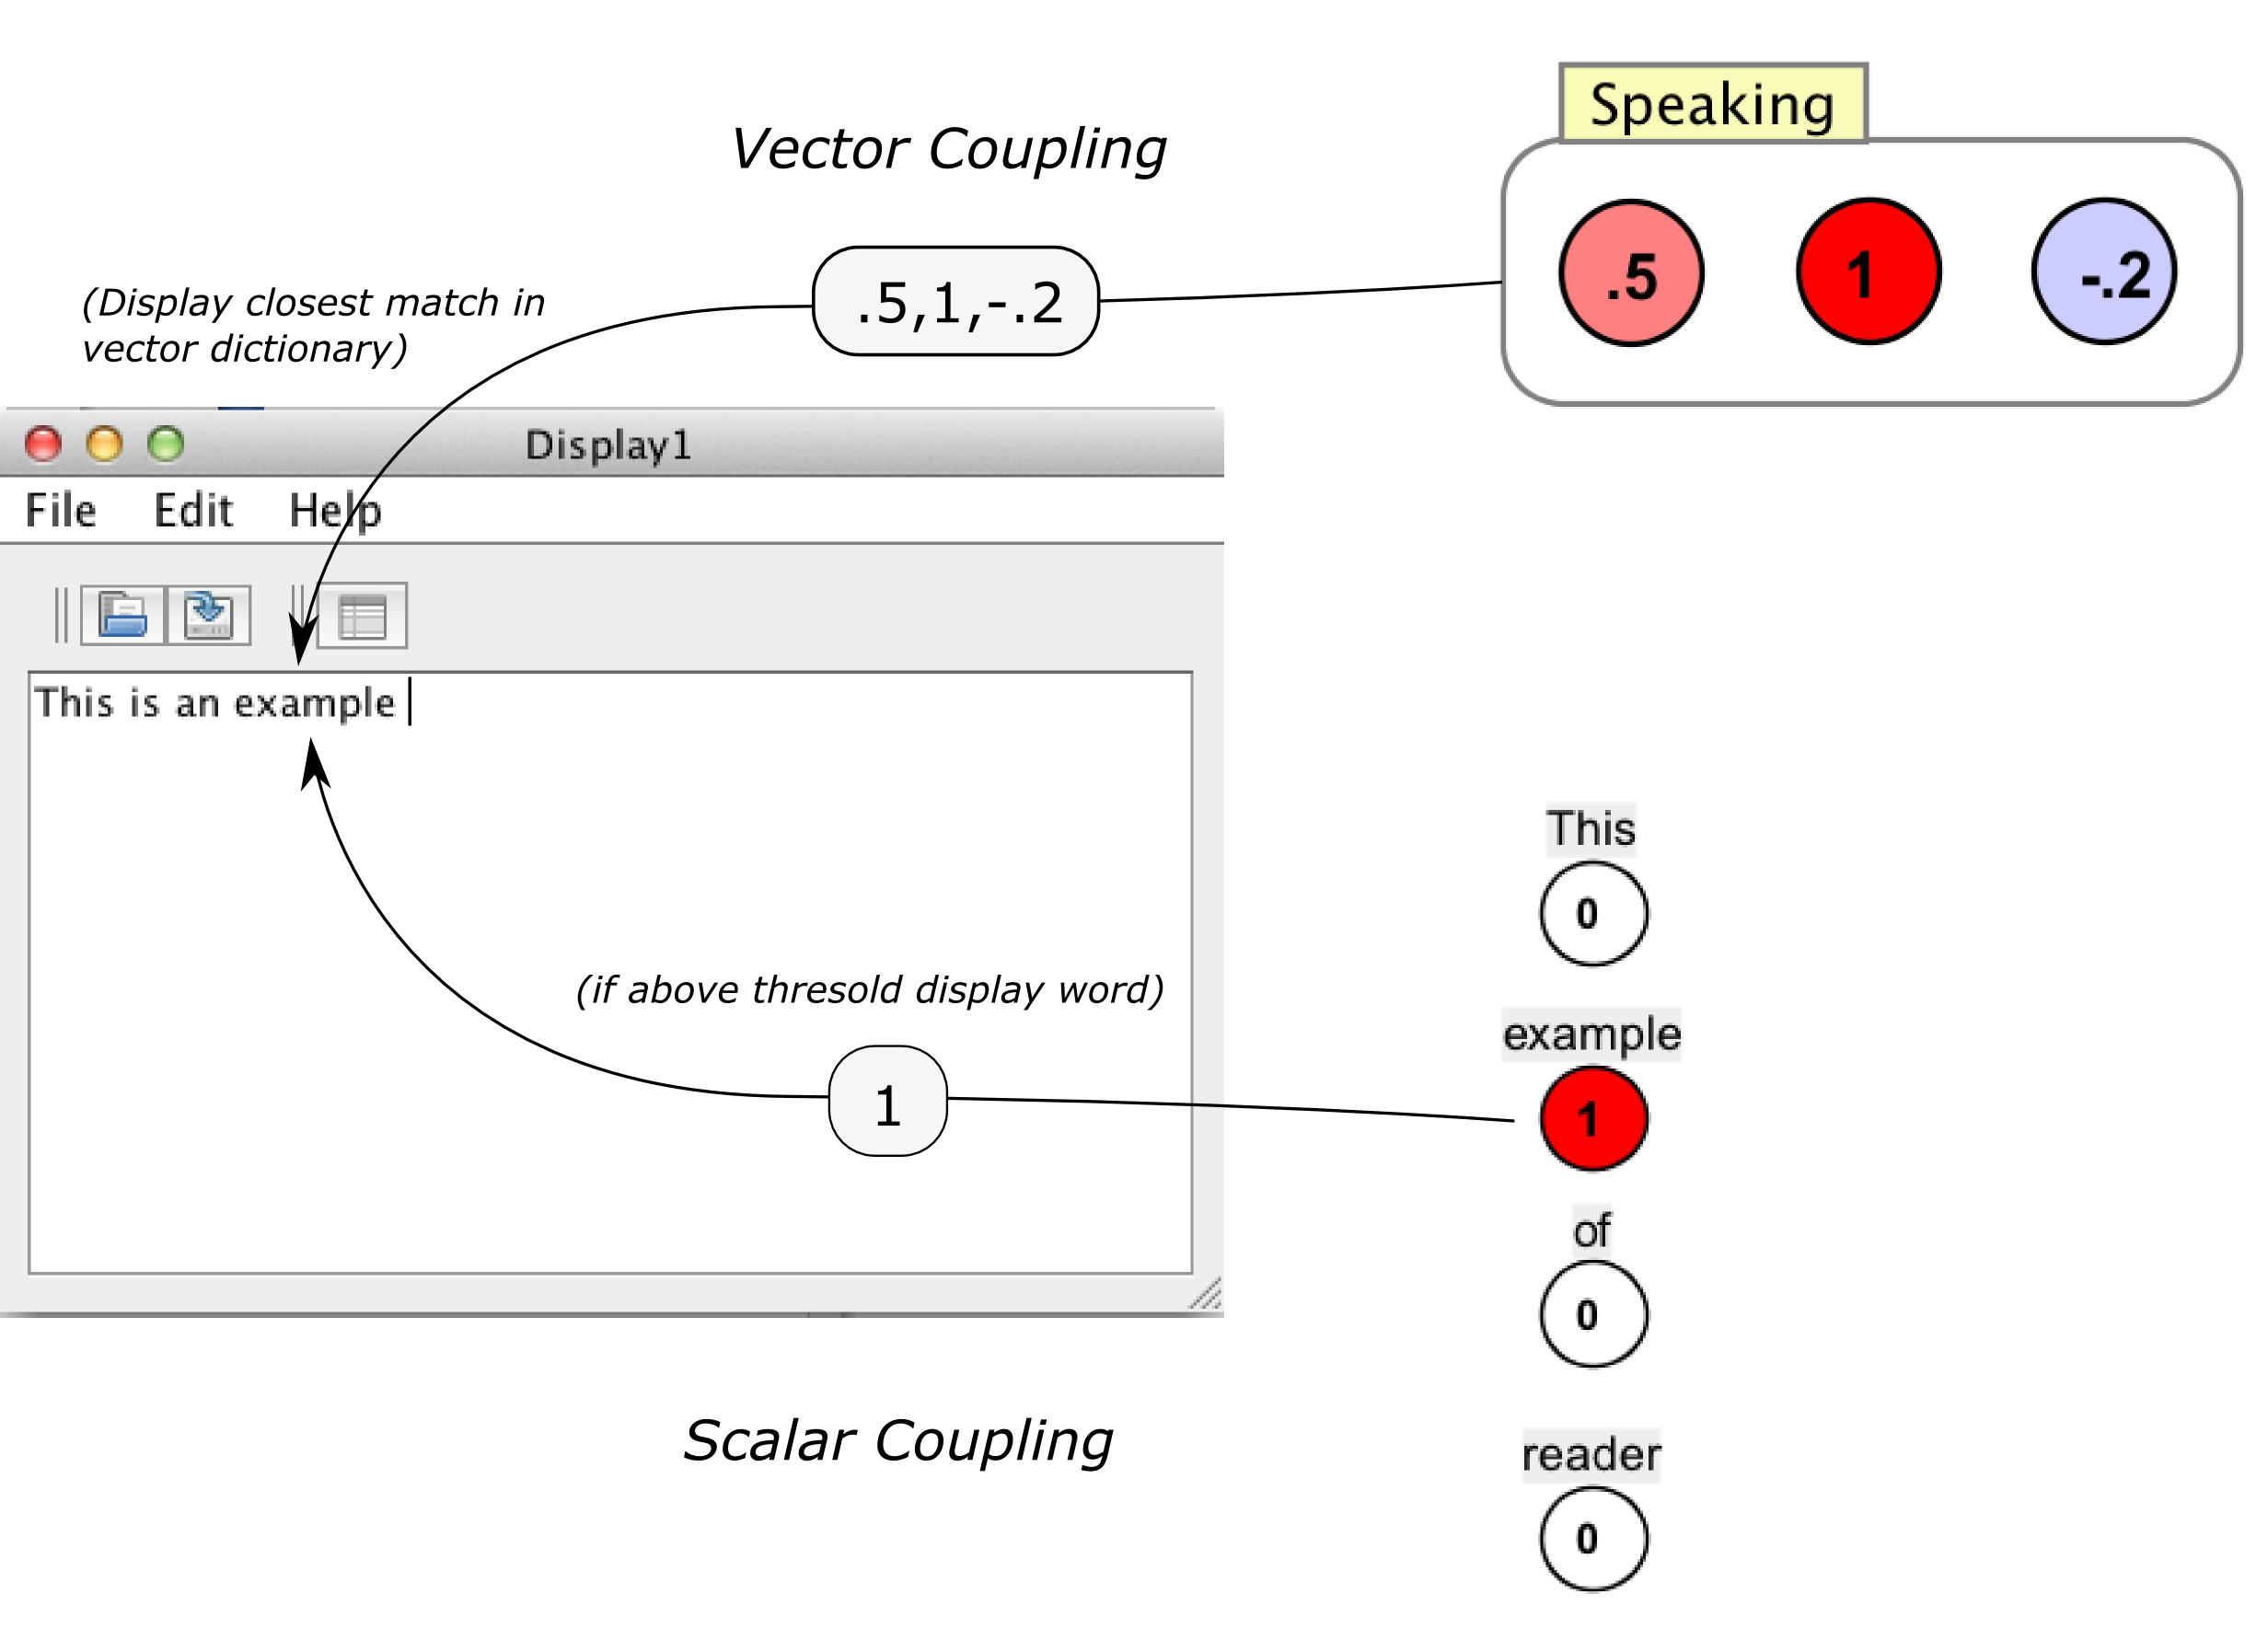 Speaking
Vector Coupling
.5 1 -.2
.5,1,-.2
(Display closest match in
vector dictionary)
Display1
File Edit Help
This is an example
This
0
(if above thresold display word)
example
1
1
of
0
Scalar Coupling
reader
0